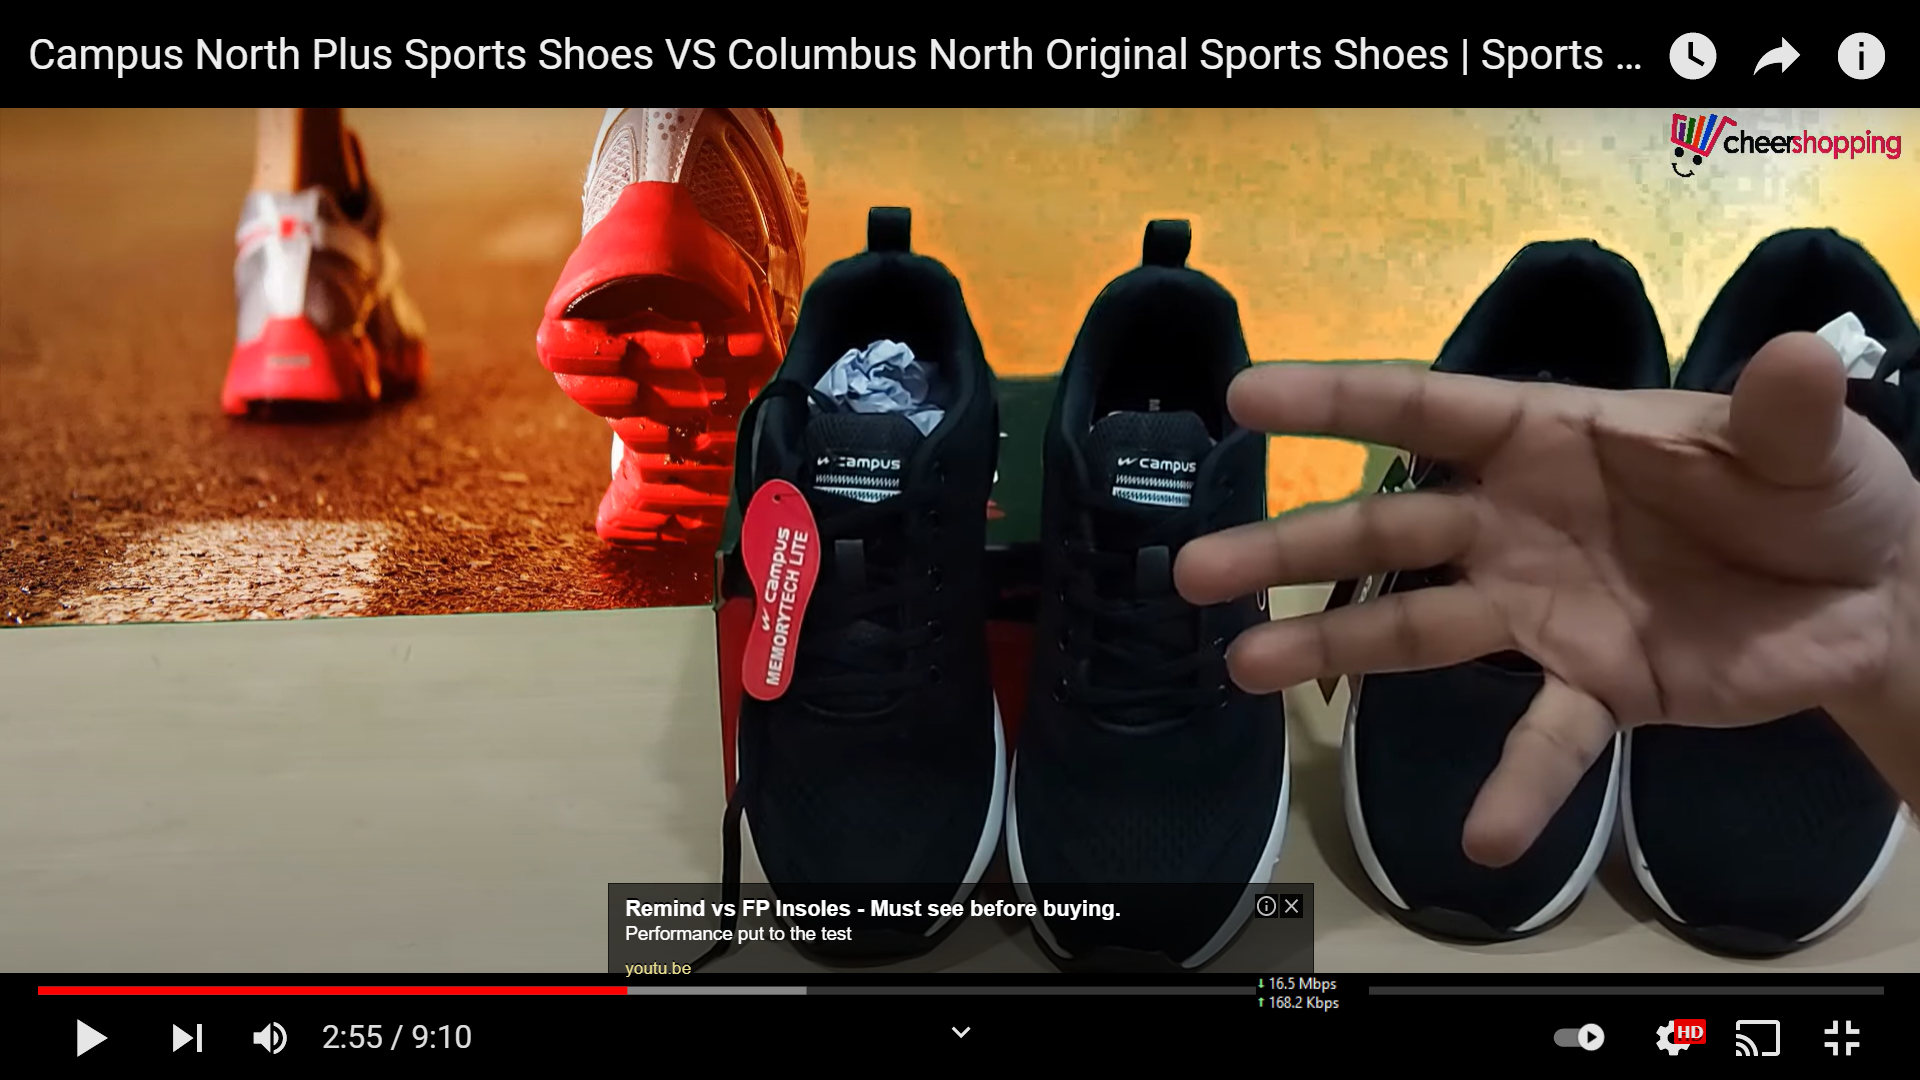 Campus North Plus Sports Shoes VS Columbus North Original Sports Shoes | Sports ...
cheershopping
campus
campus
campus
MEMORYTECH LITE
Remind vs FP Insoles - Must see before buying.
Performance put to the test
youtu.be
16.5 Mbps
168.2 Kbps
2:55 / 9:10
HD